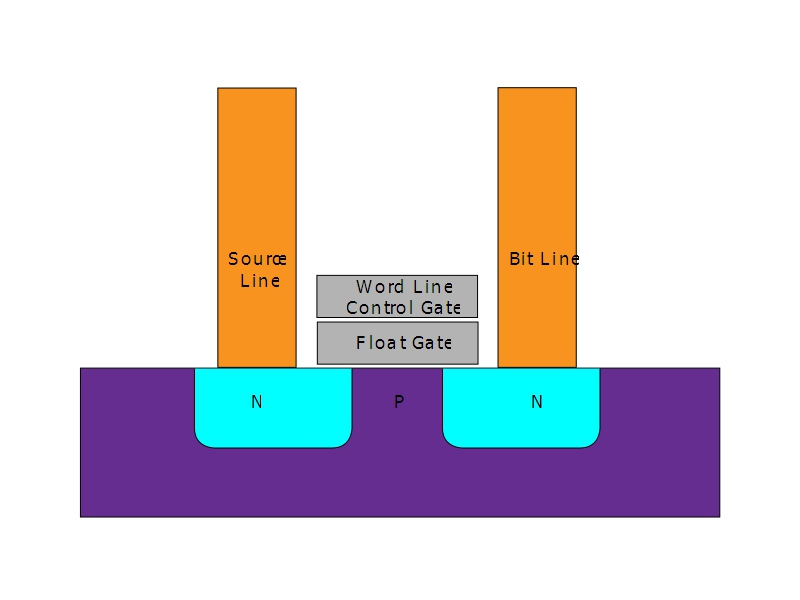 Source
Line
Bit Line
Word Line
Control Gate
Float Gate
N
P
N